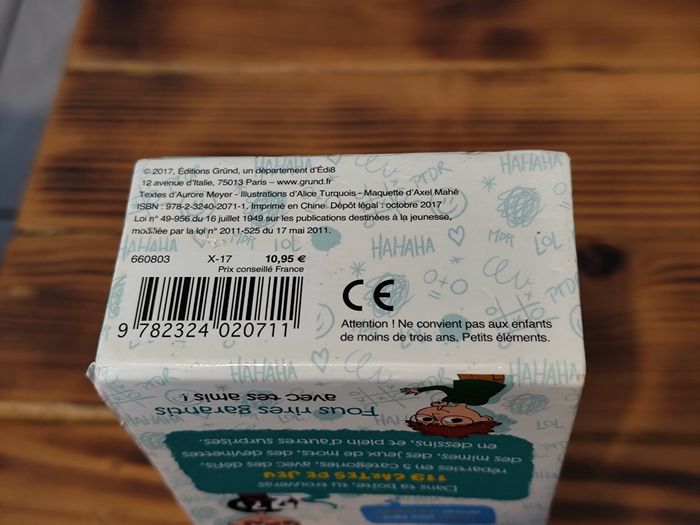 © 2017, Éditions Gründ, un département d'Édi8
12 avenue d'Italie, 75013 Paris – www.grund.fr
Textes d'Aurore Meyer - Illustrations d'Alice Turquois - Maquette d'Axel Mahé
ISBN : 978-2-3240-2071-1. Imprimé en Chine. Dépôt légal : octobre 2017
Loi n° 49-956 du 16 juillet 1949 sur les publications destinées à la jeunesse,
modifiée par la loi n° 2011-525 du 17 mai 2011.
660803 X-17 10,95 €
Prix conseillé France
9 782324 020711
CE
Attention ! Ne convient pas aux enfants
de moins de trois ans. Petits éléments.
HAHAHA
PTDR
HAHAHA
MDR
LOL
MDR
LOL
PTDR
HAHAHA
HAHAHA
Fous rires garantis
avec tes amis !
Dans ta boîte, tu trouveras
119 CARTES DE JEU
réparties en 5 catégories, avec des défis,
des mimes, des jeux de mots, des devinettes
en dessins, et plein d'autres surprises.